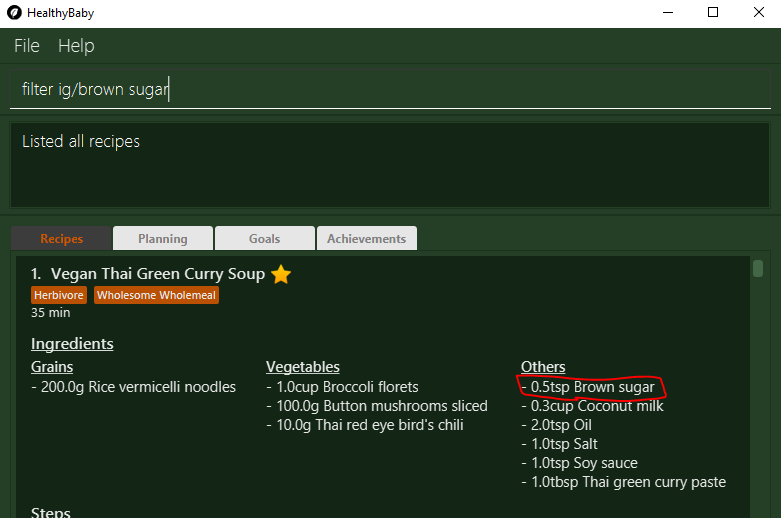 HealthyBaby
File Help
filter ig/brown sugar
Listed all recipes
Recipes Planning Goals Achievements
1. Vegan Thai Green Curry Soup
Herbivore Wholesome Wholemeal
35 min
Ingredients
Grains
- 200.0g Rice vermicelli noodles
Vegetables
- 1.0cup Broccoli florets
- 100.0g Button mushrooms sliced
- 10.0g Thai red eye bird's chili
Others
- 0.5tsp Brown sugar
- 0.3cup Coconut milk
- 2.0tsp Oil
- 1.0tsp Salt
- 1.0tsp Soy sauce
- 1.0tbsp Thai green curry paste
Steps